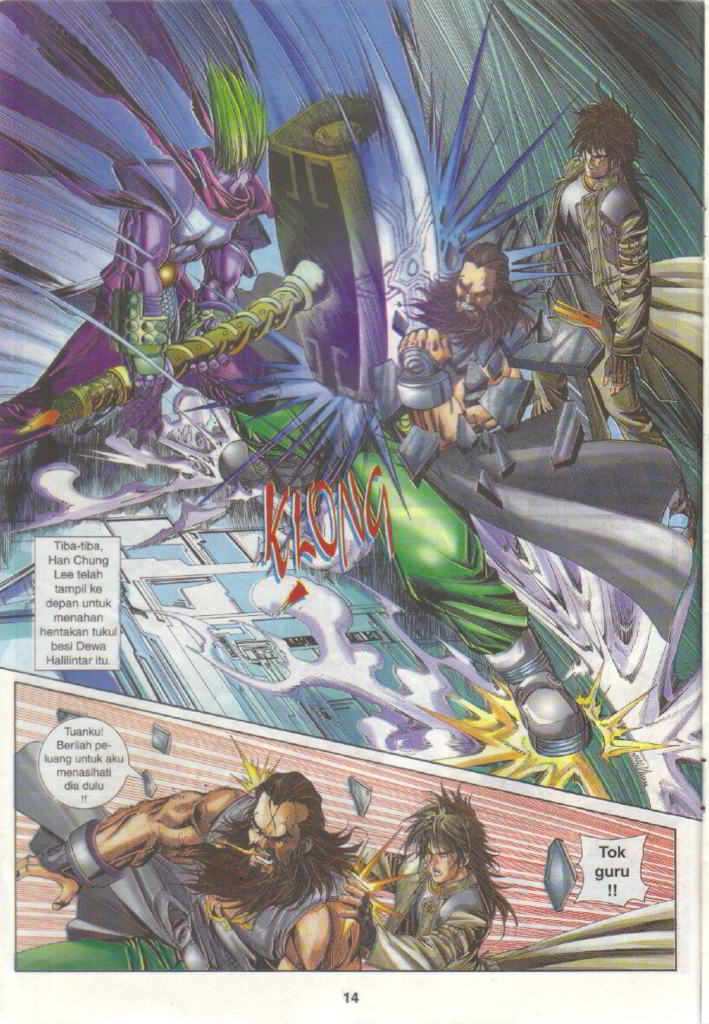 KLONG
Tiba-tiba,
Han Chung
Lee telah
tampil ke
depan untuk
menahan
hentakan tukul
besi Dewa
Halilintar itu.
Tuanku!
Berilah pe-
luang untuk aku
menasihati
dia dulu
!!
Tok
guru
!!
14